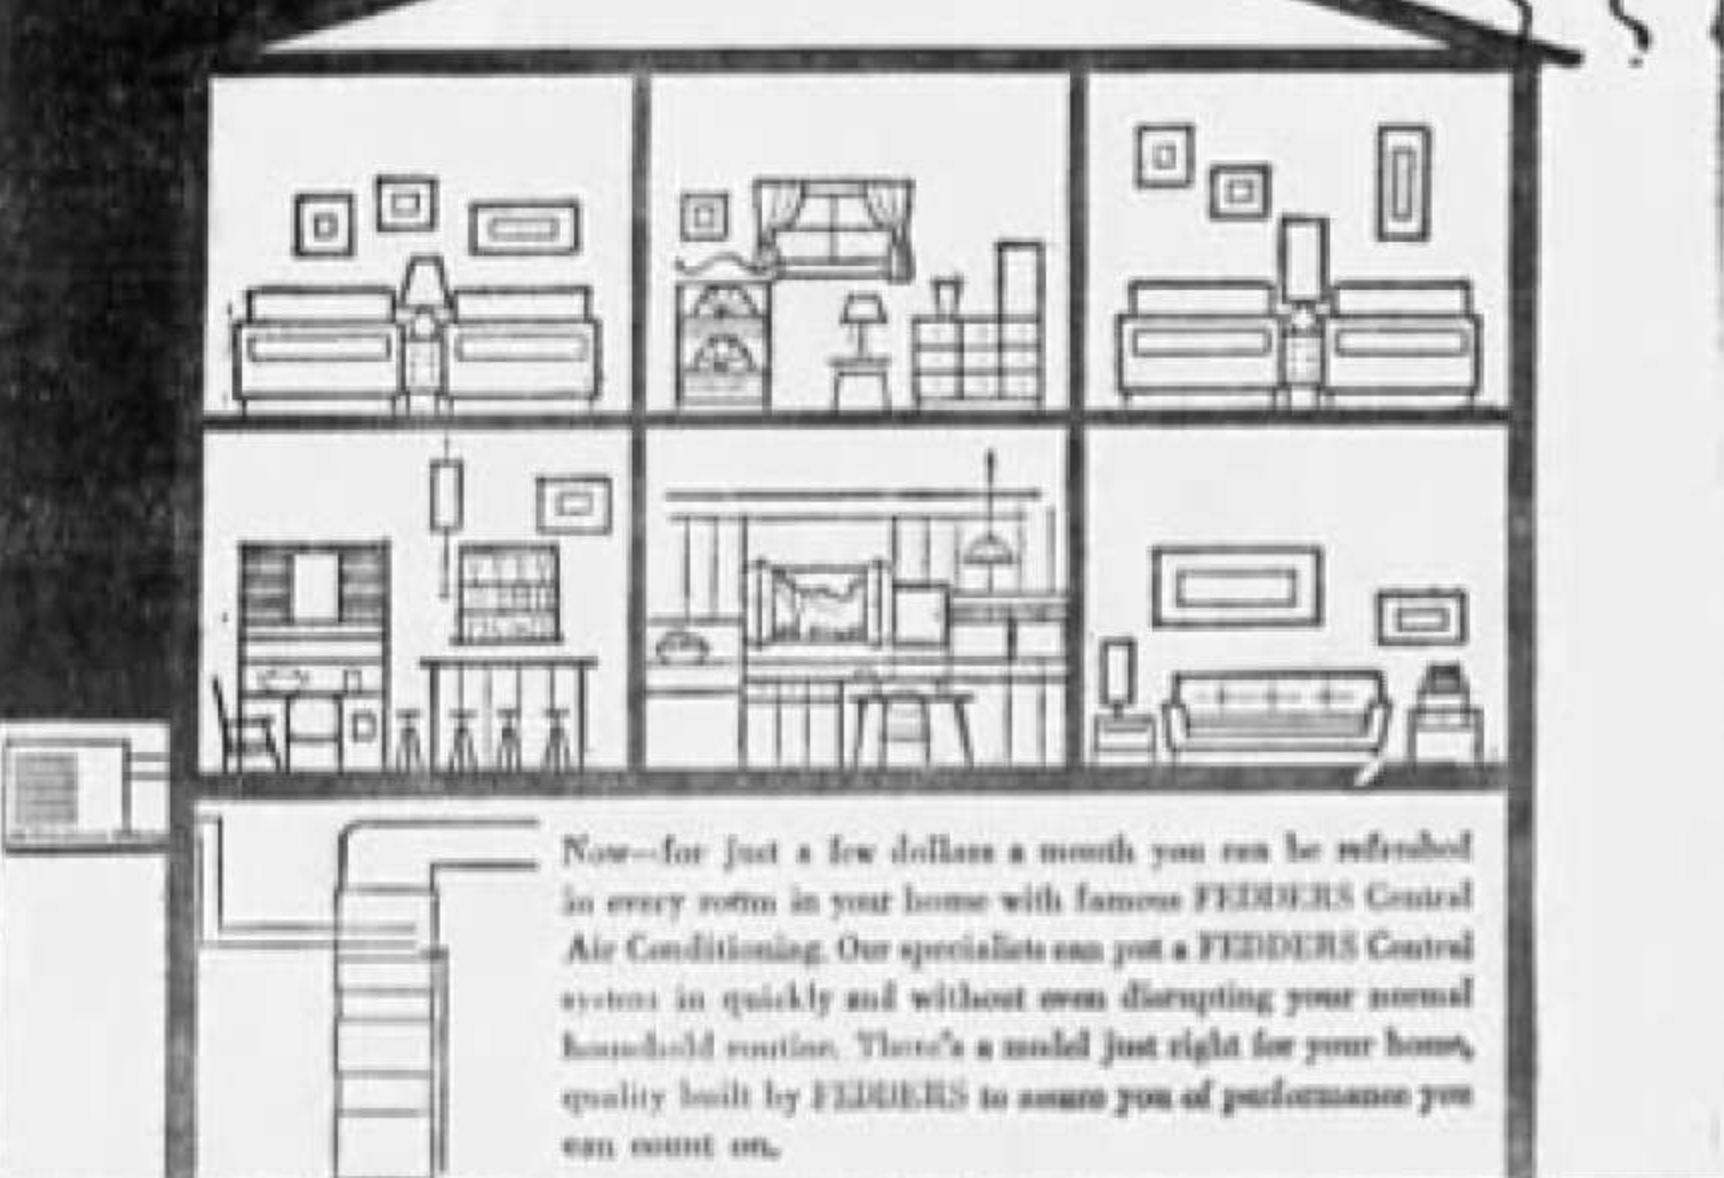 Now—for just a few dollars a month you can be refreshed
in every room in your home with famous FEDDERS Central
Air Conditioning. Our specialists can put a FEDDERS Central
system in quickly and without even disrupting your normal
household routine. There's a model just right for your home,
quality built by FEDDERS to assure you of performance you
can count on.